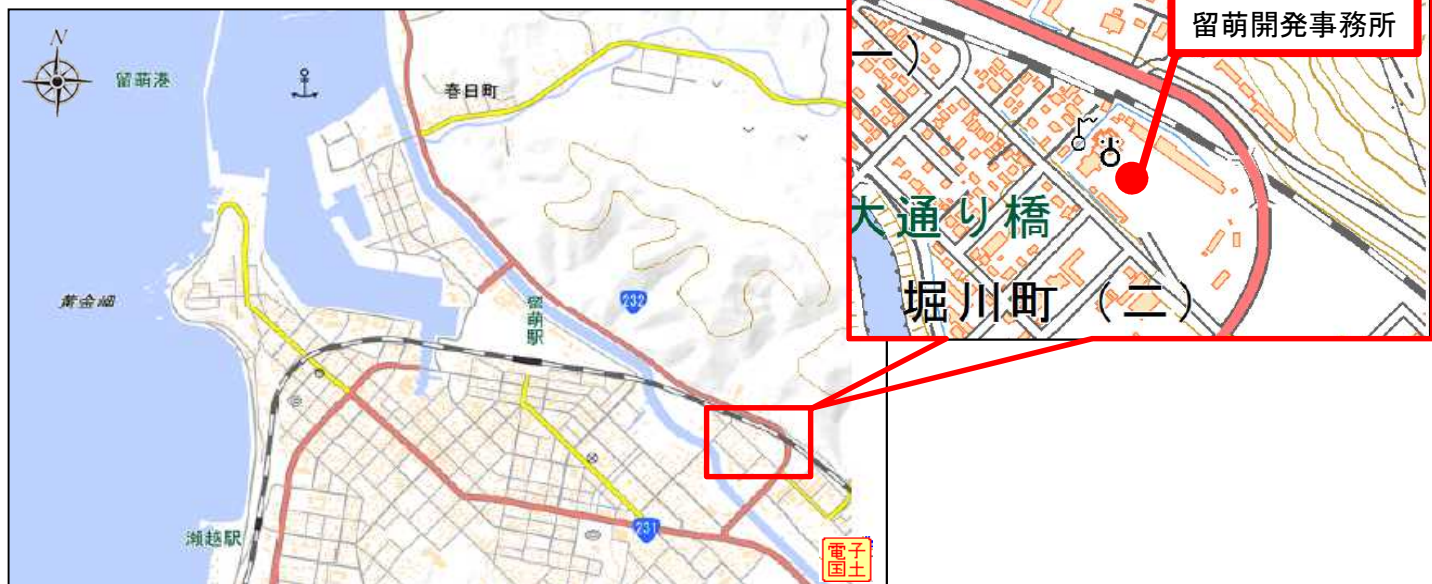 N
留萌港
春日町
黄金岬
留萌駅
232
瀬越駅
231
電子
国土
留萌開発事務所
大通り橋
堀川町（二）